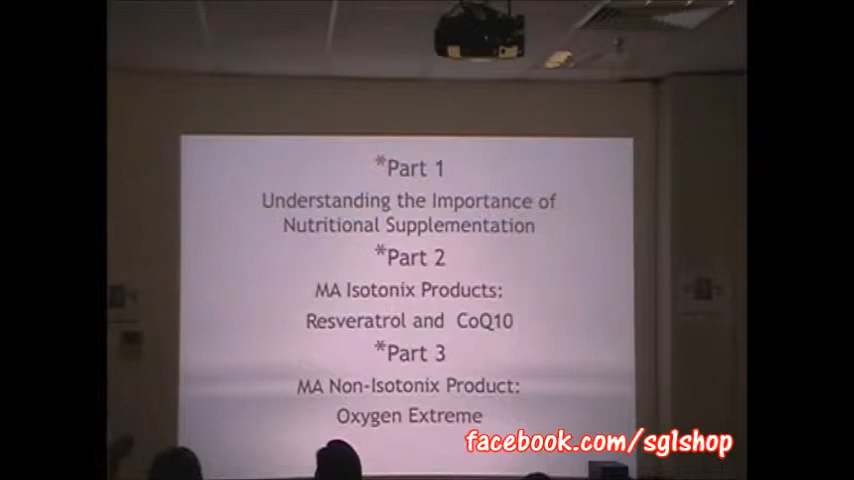 *Part 1
Understanding the Importance of
Nutritional Supplementation
*Part 2
MA Isotonix Products:
Resveratrol and CoQ10
*Part 3
MA Non-Isotonix Product:
Oxygen Extreme
facebook.com/sg1shop